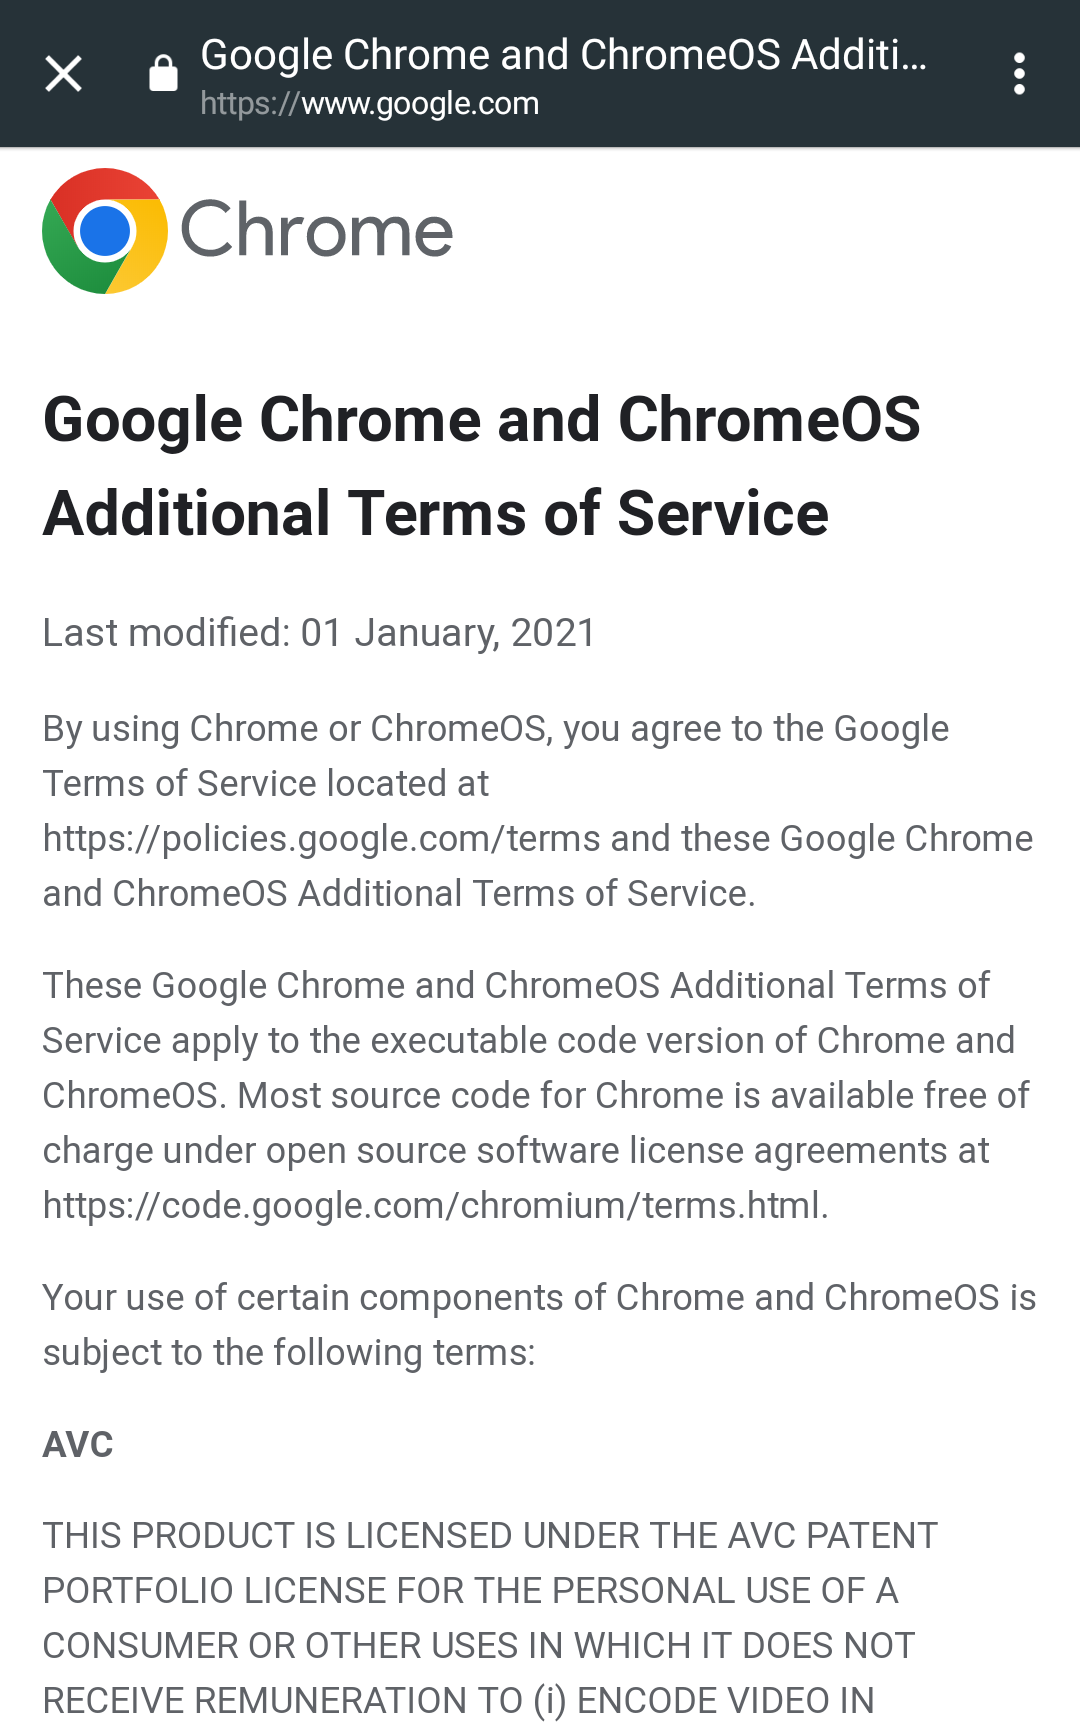 Google Chrome and ChromeOS Additi...
https://www.google.com
Chrome
Google Chrome and ChromeOS
Additional Terms of Service
Last modified: 01 January, 2021
By using Chrome or ChromeOS, you agree to the Google
Terms of Service located at
https://policies.google.com/terms and these Google Chrome
and ChromeOS Additional Terms of Service.
These Google Chrome and ChromeOS Additional Terms of
Service apply to the executable code version of Chrome and
ChromeOS. Most source code for Chrome is available free of
charge under open source software license agreements at
https://code.google.com/chromium/terms.html.
Your use of certain components of Chrome and ChromeOS is
subject to the following terms:
AVC
THIS PRODUCT IS LICENSED UNDER THE AVC PATENT
PORTFOLIO LICENSE FOR THE PERSONAL USE OF A
CONSUMER OR OTHER USES IN WHICH IT DOES NOT
RECEIVE REMUNERATION TO (i) ENCODE VIDEO IN